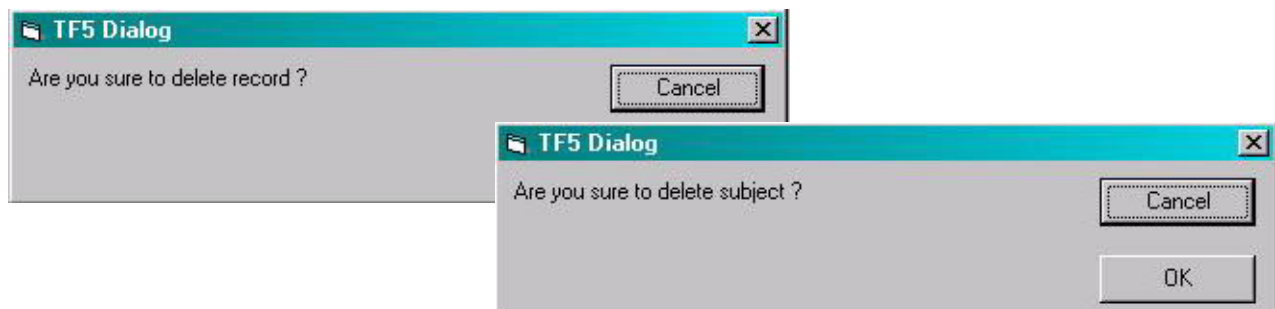 TF5 Dialog
Are you sure to delete record ?
Cancel
TF5 Dialog
Are you sure to delete subject ?
Cancel
OK